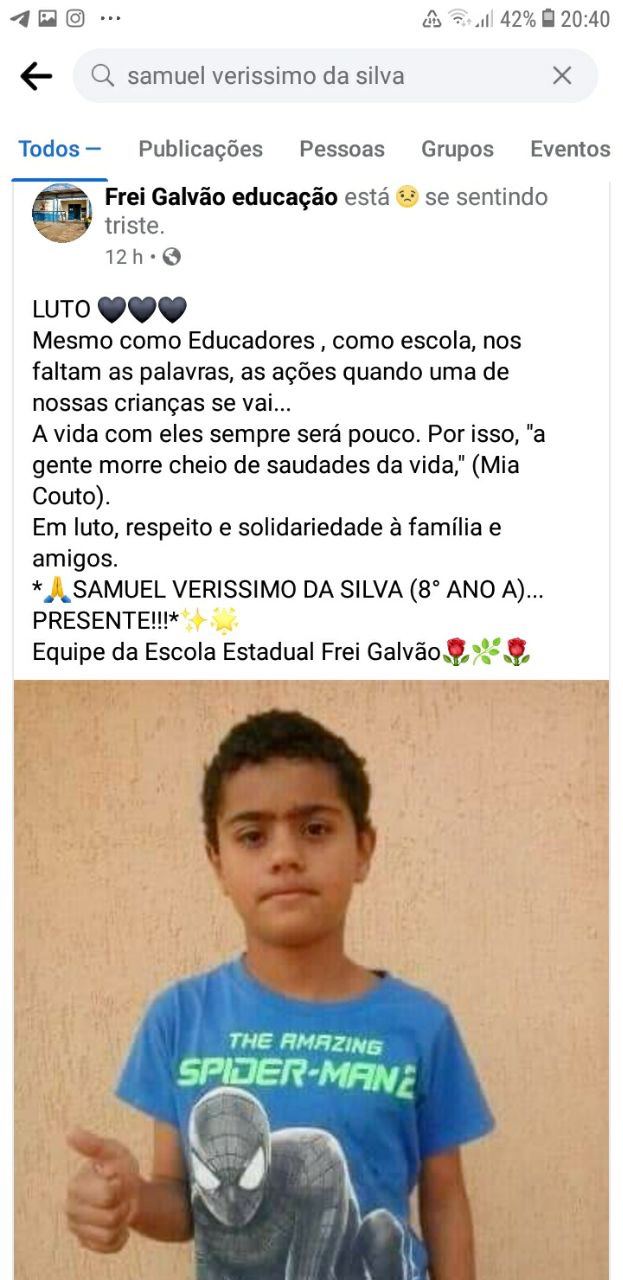 42% 20:40
samuel verissimo da silva
Todos Publicações Pessoas Grupos Eventos
Frei Galvão educação está 😟 se sentindo
triste.
12 h •
LUTO 🖤🖤🖤
Mesmo como Educadores , como escola, nos
faltam as palavras, as ações quando uma de
nossas crianças se vai...
A vida com eles sempre será pouco. Por isso, "a
gente morre cheio de saudades da vida," (Mia
Couto).
Em luto, respeito e solidariedade à família e
amigos.
*🙏SAMUEL VERISSIMO DA SILVA (8° ANO A)...
PRESENTE!!!*✨🌟
Equipe da Escola Estadual Frei Galvão🌹🌿🌹
THE AMAZING
SPIDER-MAN 2